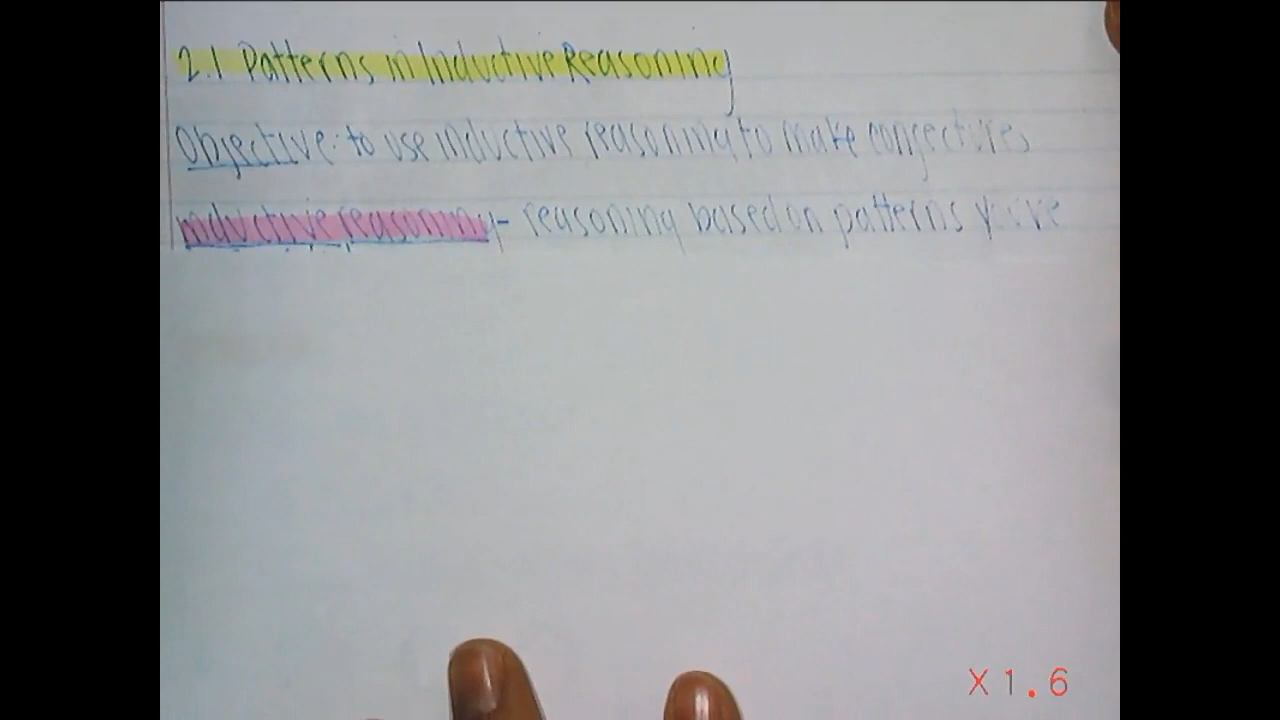 2.1 Patterns in Inductive Reasoning
Objective: to use inductive reasoning to make congectures
inductive reasoning- reasoning based on patterns you've
X1.6